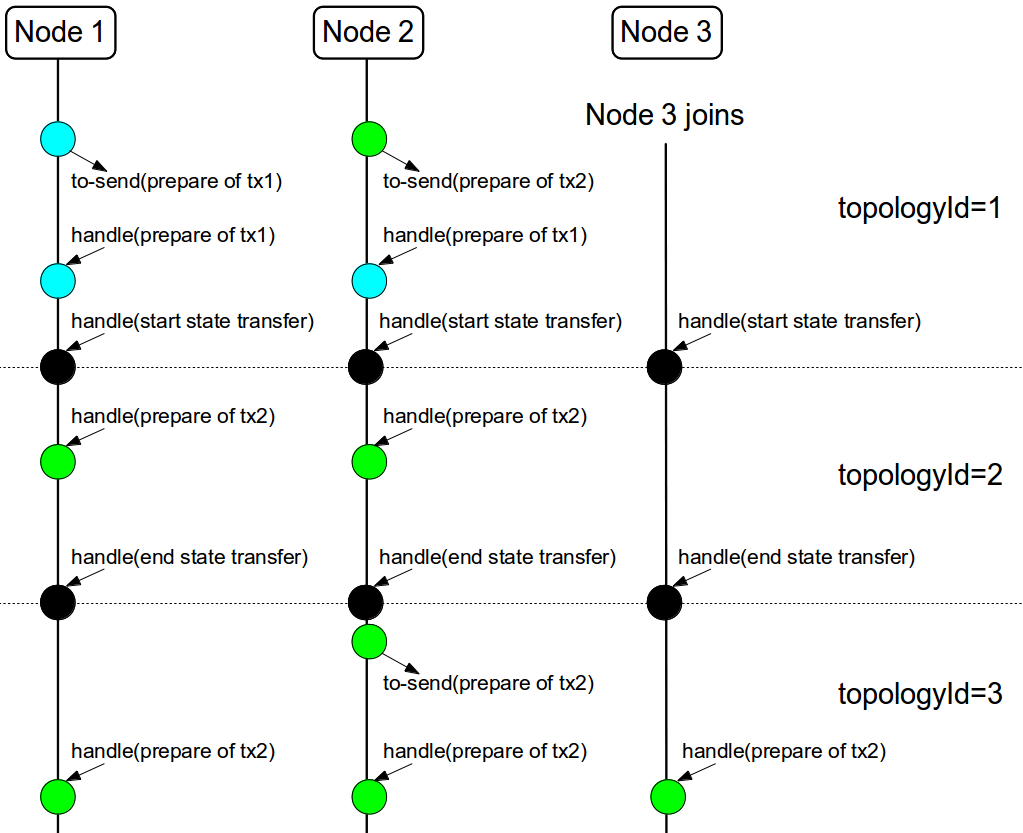 Node 1
Node 2
Node 3
Node 3 joins
to-send(prepare of tx1)
to-send(prepare of tx2)
topologyId=1
handle(prepare of tx1)
handle(prepare of tx1)
handle(start state transfer)
handle(start state transfer)
handle(start state transfer)
handle(prepare of tx2)
handle(prepare of tx2)
topologyId=2
handle(end state transfer)
handle(end state transfer)
handle(end state transfer)
to-send(prepare of tx2)
topologyId=3
handle(prepare of tx2)
handle(prepare of tx2)
handle(prepare of tx2)